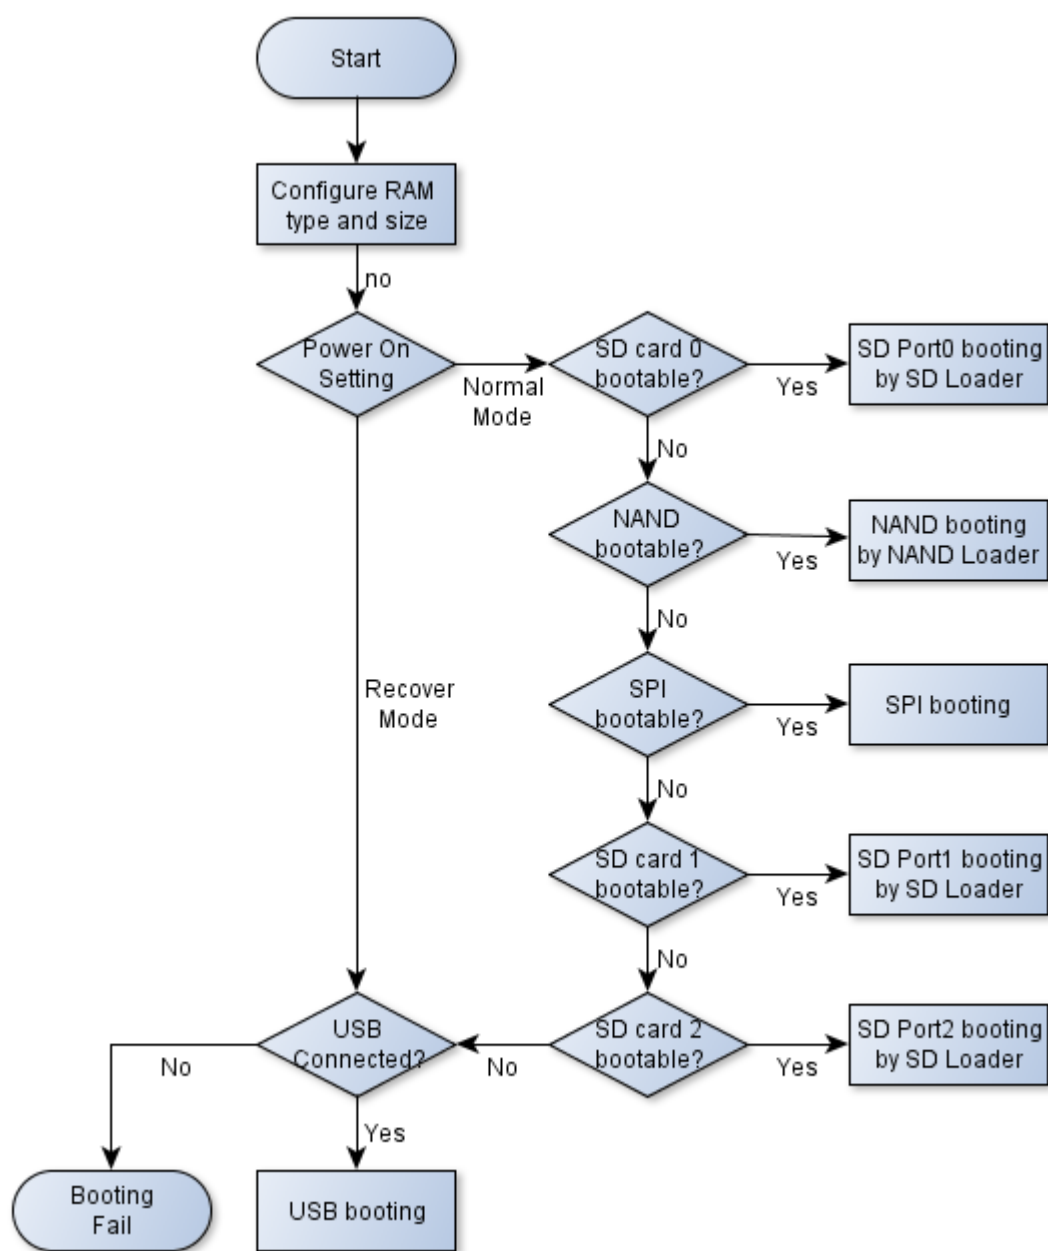 Start
Configure RAM
type and size
no
Power On
Setting
Normal
Mode
SD card 0
bootable?
Yes
SD Port0 booting
by SD Loader
No
NAND
bootable?
Yes
NAND booting
by NAND Loader
No
SPI
bootable?
Yes
SPI booting
Recover
Mode
No
SD card 1
bootable?
Yes
SD Port1 booting
by SD Loader
No
SD card 2
bootable?
Yes
SD Port2 booting
by SD Loader
No
USB
Connected?
No
Yes
Booting
Fail
USB booting